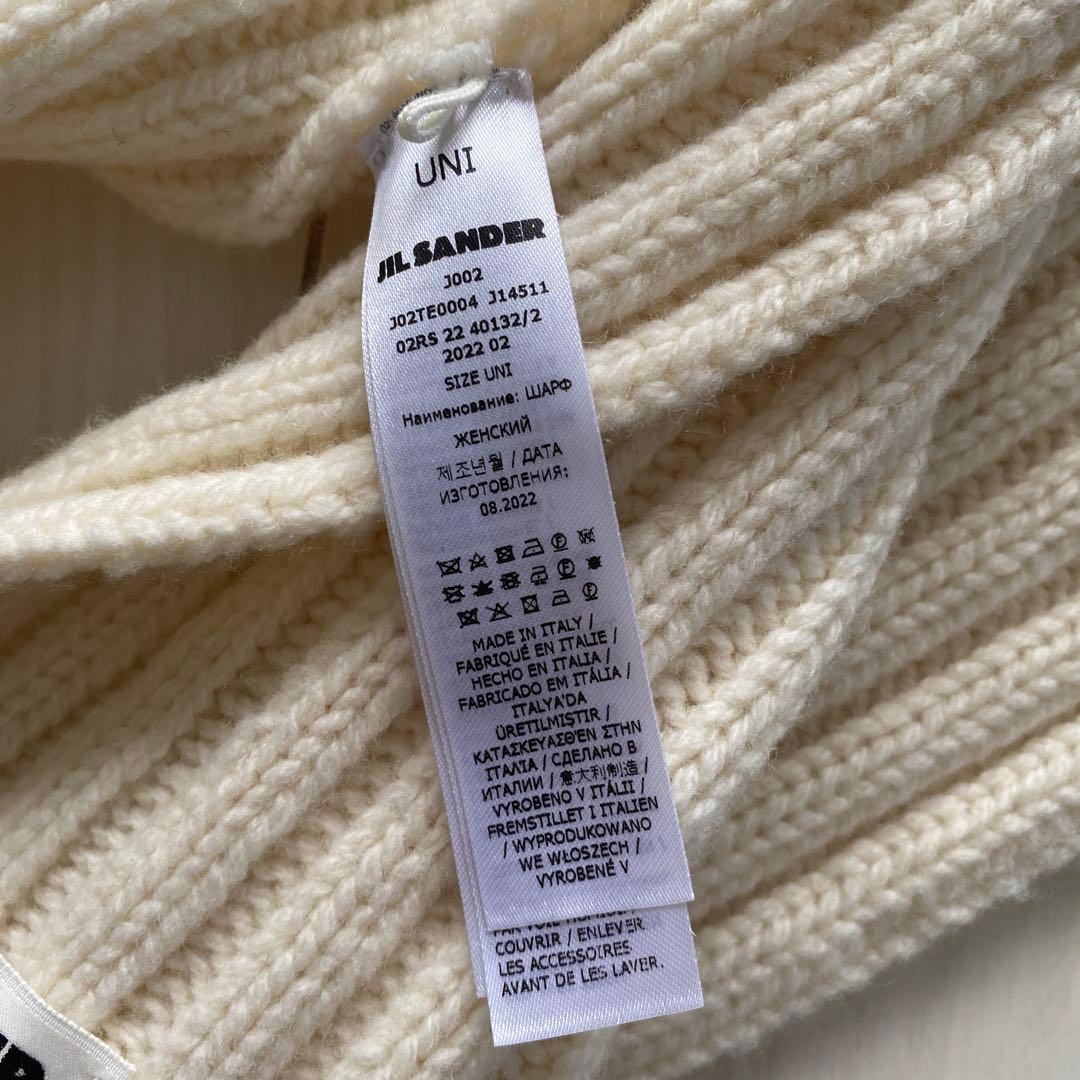 UNI
JIL SANDER
J002
J02TE0004 J14511
02RS 22 40132/2
2022 02
SIZE UNI
Наименование: ШАРФ
ЖЕНСКИЙ
제조년월 / ДАТА
ИЗГОТОВЛЕНИЯ:
08.2022
MADE IN ITALY /
FABRIQUÉ EN ITALIE /
HECHO EN ITALIA /
FABRICADO EM ITÁLIA /
ITALYA'DA
ÜRETILMIŞTIR /
ΚΑΤΑΣΚΕΥΑΣΘΈΝ ΣΤΗΝ
ΙΤΑΛΙΑ / СДЕЛАНО В
ИТАЛИИ / 意大利制造 /
VYROBENO V ITÁLII /
FREMSTILLET I ITALIEN
/ WYPRODUKOWANO
WE WŁOSZECH /
VYROBENÉ V
COUVRIR / ENLEVER
LES ACCESSOIRES
AVANT DE LES LAVER.